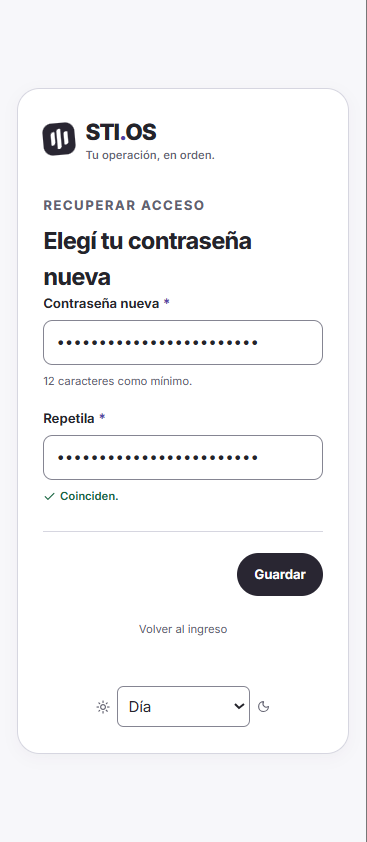 STI.OS
Tu operación, en orden.
RECUPERAR ACCESO
Elegí tu contraseña
nueva
Contraseña nueva *
••••••••••••••••••••••••
12 caracteres como mínimo.
Repetila *
••••••••••••••••••••••••
Coinciden.
Guardar
Volver al ingreso
Día